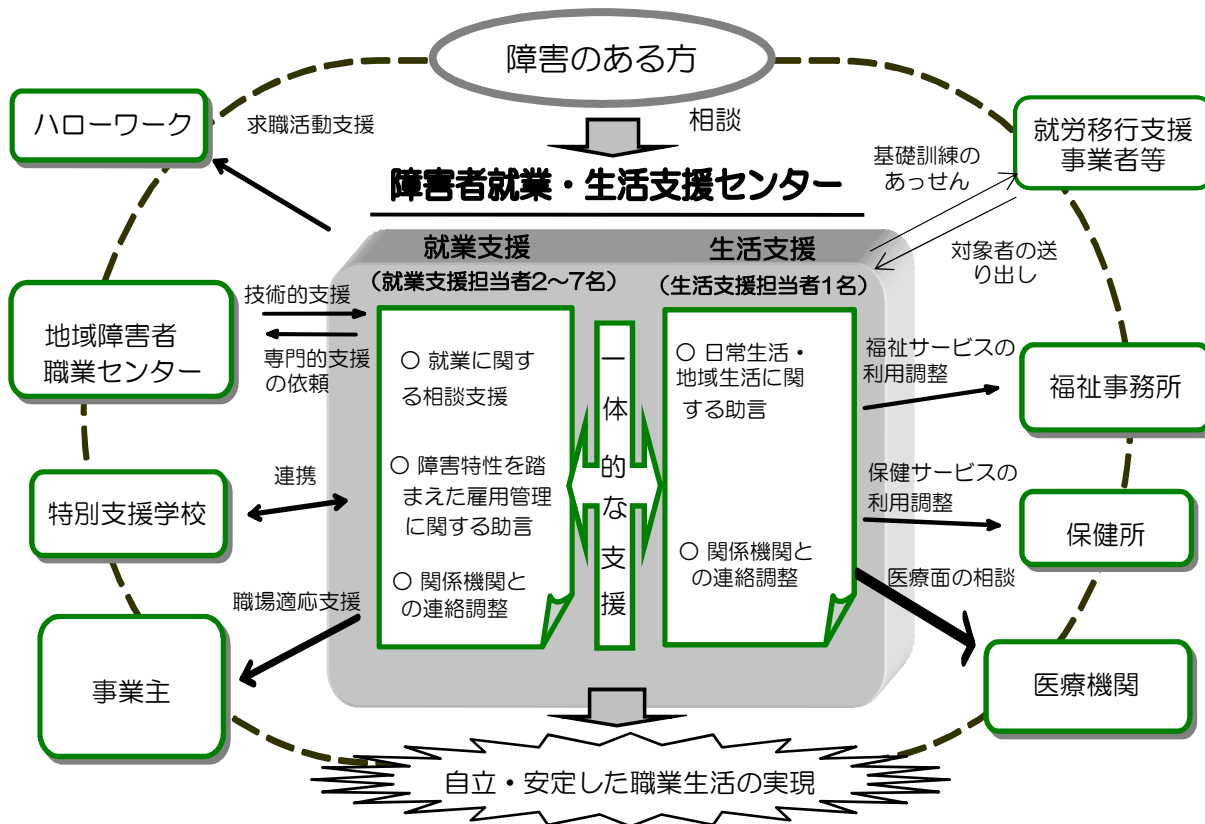 障害のある方
相談
ハローワーク
求職活動支援
就労移行支援
事業者等
基礎訓練の
あっせん
対象者の送
り出し
障害者就業・生活支援センター
就業支援
(就業支援担当者2～7名)
生活支援
(生活支援担当者1名)
地域障害者
職業センター
技術的支援
専門的支援
の依頼
特別支援学校
連携
事業主
職場適応支援
○ 就業に関す
る相談支援
○ 障害特性を踏
まえた雇用管理
に関する助言
○ 関係機関と
の連絡調整
一体的な支援
○ 日常生活・
地域生活に関
する助言
○ 関係機関と
の連絡調整
福祉サービスの
利用調整
福祉事務所
保健サービスの
利用調整
保健所
医療面の相談
医療機関
自立・安定した職業生活の実現